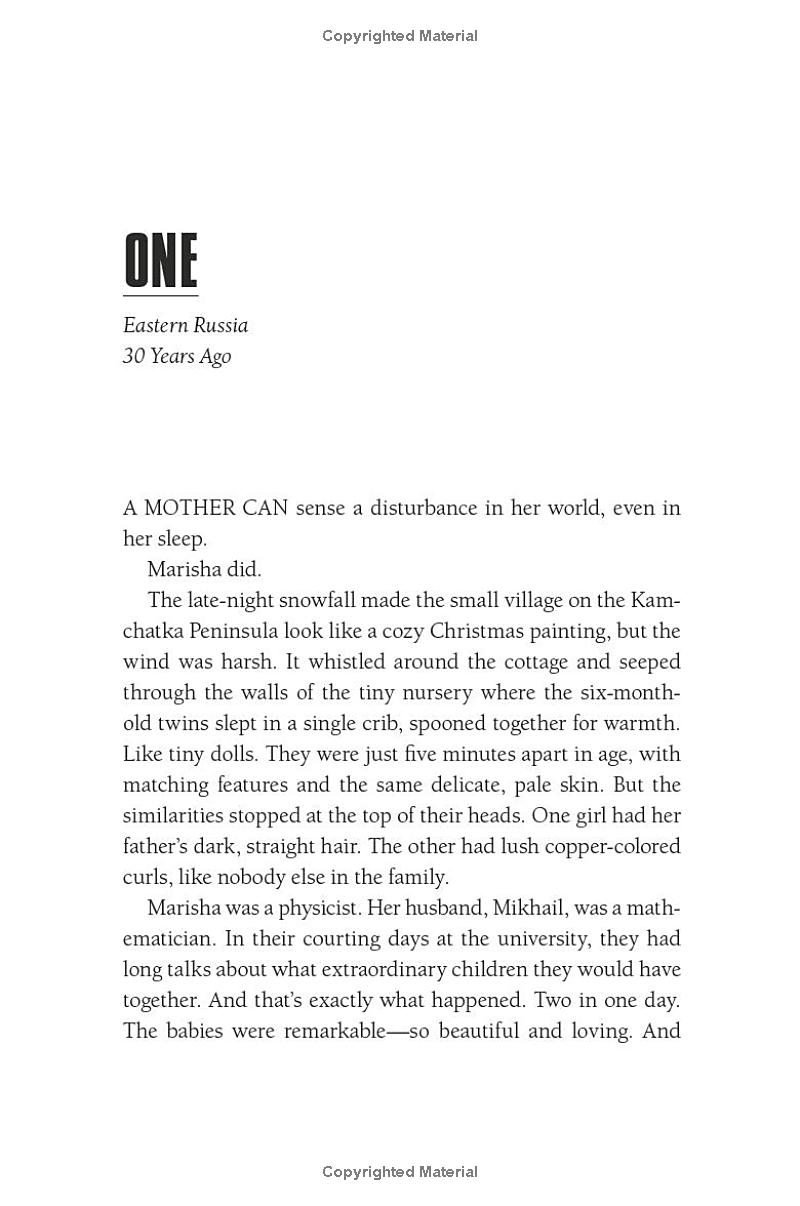 Copyrighted Material
ONE
Eastern Russia
30 Years Ago
A MOTHER CAN sense a disturbance in her world, even in
her sleep.
Marisha did.
The late-night snowfall made the small village on the Kam-
chatka Peninsula look like a cozy Christmas painting, but the
wind was harsh. It whistled around the cottage and seeped
through the walls of the tiny nursery where the six-month-
old twins slept in a single crib, spooned together for warmth.
Like tiny dolls. They were just five minutes apart in age, with
matching features and the same delicate, pale skin. But the
similarities stopped at the top of their heads. One girl had her
father’s dark, straight hair. The other had lush copper-colored
curls, like nobody else in the family.
Marisha was a physicist. Her husband, Mikhail, was a math-
ematician. In their courting days at the university, they had
long talks about what extraordinary children they would have
together. And that’s exactly what happened. Two in one day.
The babies were remarkable—so beautiful and loving. And
Copyrighted Material